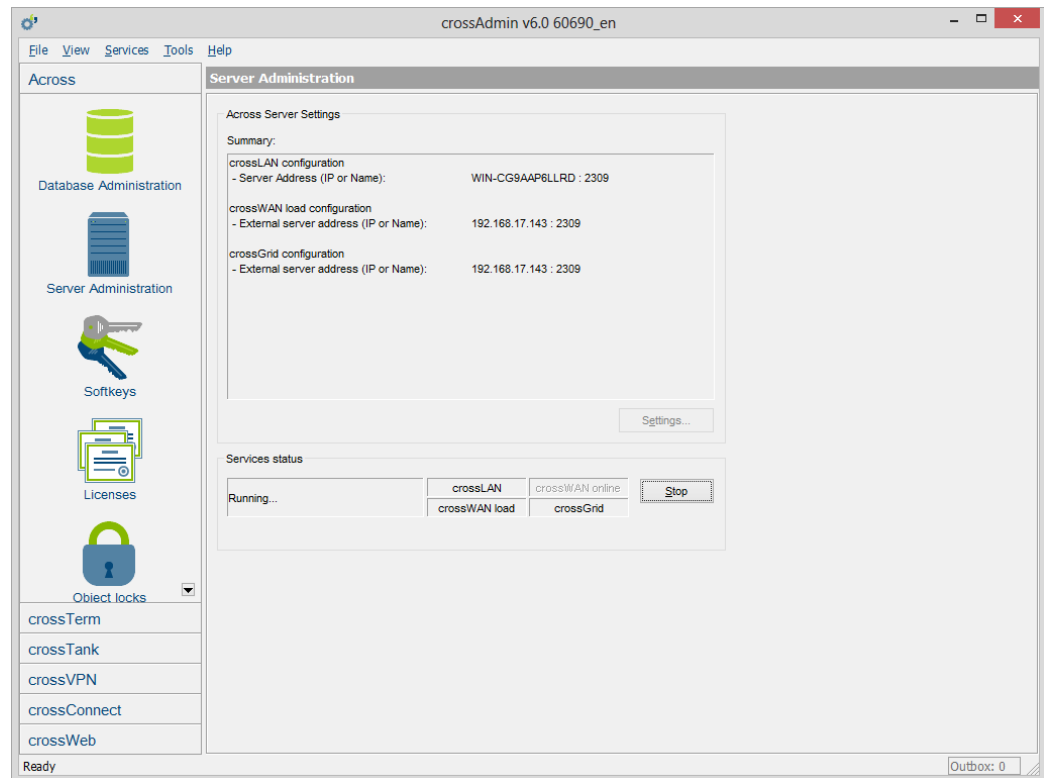 crossAdmin v6.0 60690_en
File View Services Tools Help
Across
Server Administration
Database Administration
Server Administration
Softkeys
Licenses
Object locks
crossTerm
crossTank
crossVPN
crossConnect
crossWeb
Across Server Settings
Summary:
crossLAN configuration
- Server Address (IP or Name): WIN-CG9AAP6LLRD : 2309
crossWAN load configuration
- External server address (IP or Name): 192.168.17.143 : 2309
crossGrid configuration
- External server address (IP or Name): 192.168.17.143 : 2309
Settings...
Services status
Running...
crossLAN crossWAN online
crossWAN load crossGrid
Stop
Ready
Outbox: 0